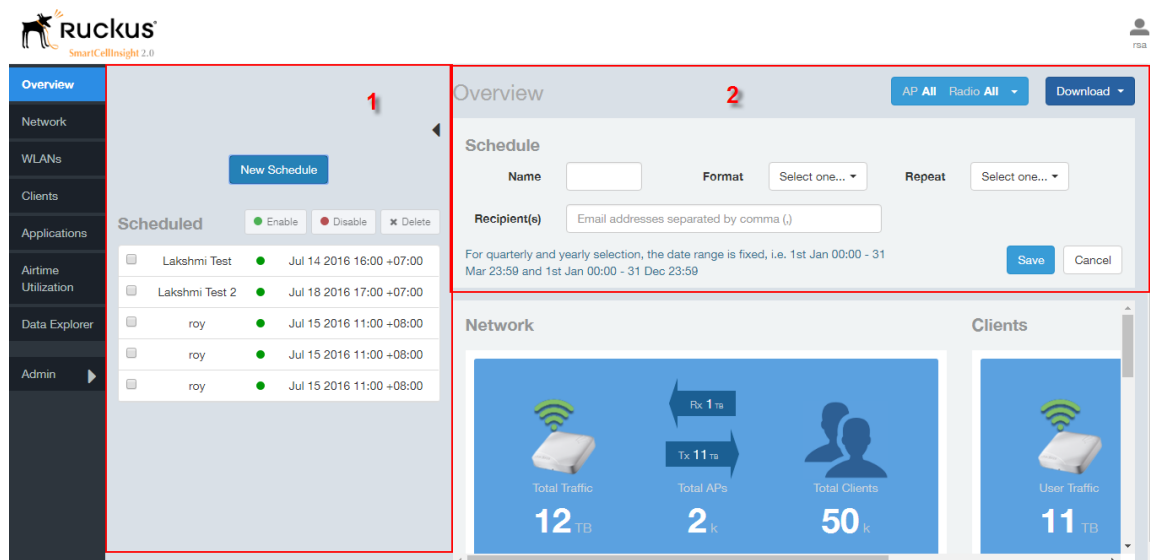 RUCKUS
SmartCellInsight 2.0
rsa
Overview
Network
WLANs
Clients
Applications
Airtime
Utilization
Data Explorer
Admin
1
New Schedule
Scheduled
Enable Disable ✖ Delete
Lakshmi Test Jul 14 2016 16:00 +07:00
Lakshmi Test 2 Jul 18 2016 17:00 +07:00
roy Jul 15 2016 11:00 +08:00
roy Jul 15 2016 11:00 +08:00
roy Jul 15 2016 11:00 +08:00
Overview 2 AP All Radio All Download
Schedule
Name Format Select one... Repeat Select one...
Recipient(s) Email addresses separated by comma (,)
For quarterly and yearly selection, the date range is fixed, i.e. 1st Jan 00:00 - 31
Mar 23:59 and 1st Jan 00:00 - 31 Dec 23:59
Save Cancel
Network
Rx 1 TB
Tx 11 TB
Total Traffic Total APs Total Clients
12 TB 2 k 50 k
Clients
User Traffic
11 TB